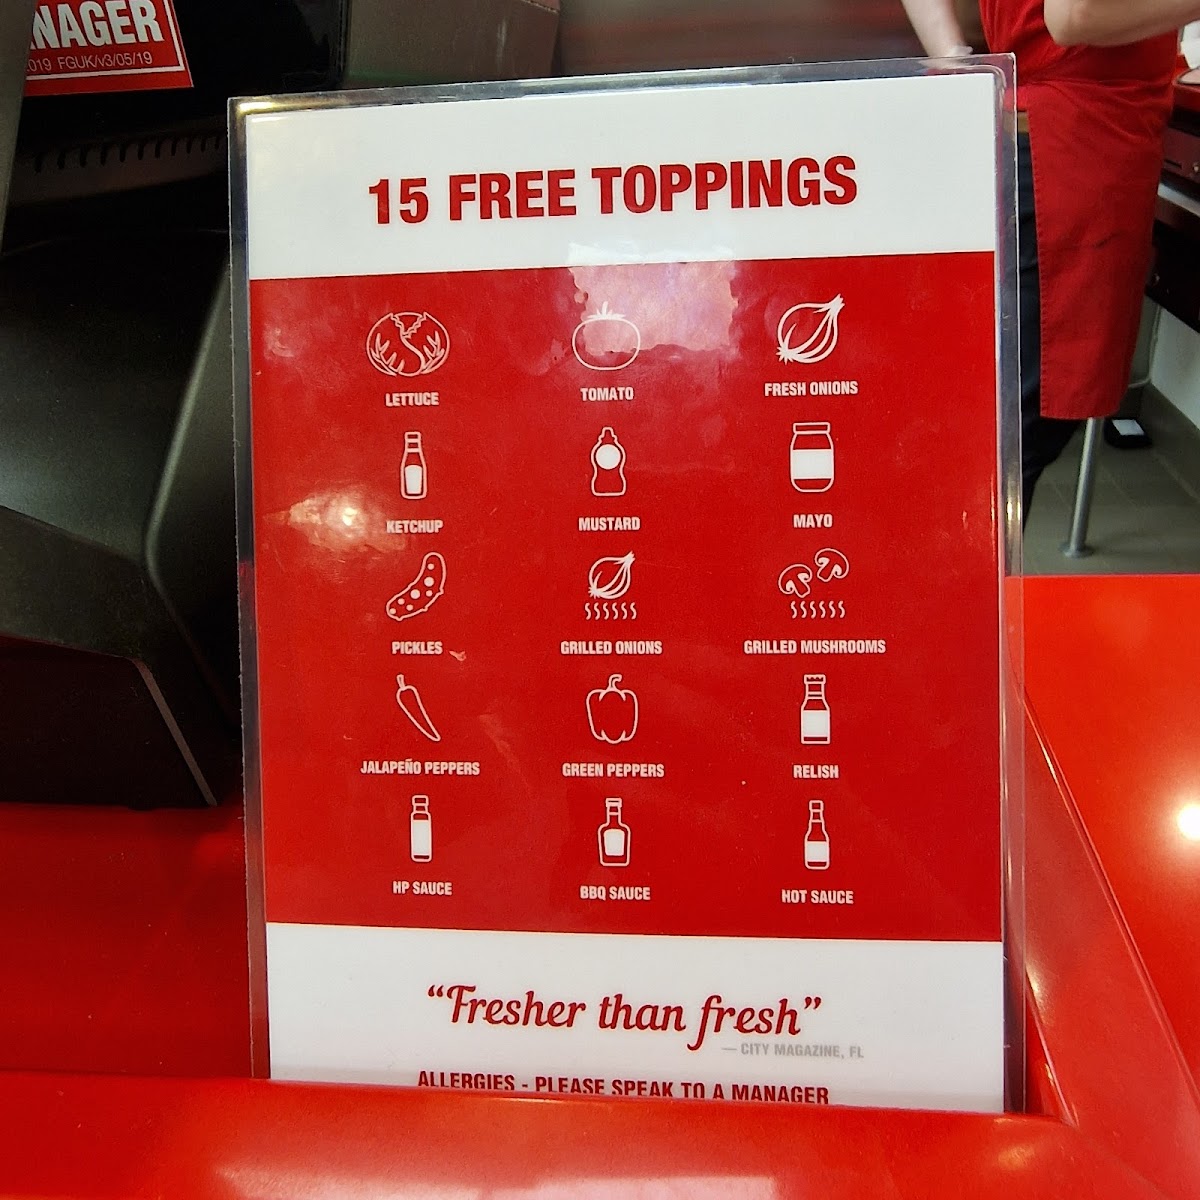 NAGER
019 FGUK/v3/05/19
15 FREE TOPPINGS
LETTUCE
TOMATO
FRESH ONIONS
KETCHUP
MUSTARD
MAYO
PICKLES
GRILLED ONIONS
GRILLED MUSHROOMS
JALAPEÑO PEPPERS
GREEN PEPPERS
RELISH
HP SAUCE
BBQ SAUCE
HOT SAUCE
“Fresher than fresh”
— CITY MAGAZINE, FL
ALLERGIES - PLEASE SPEAK TO A MANAGER